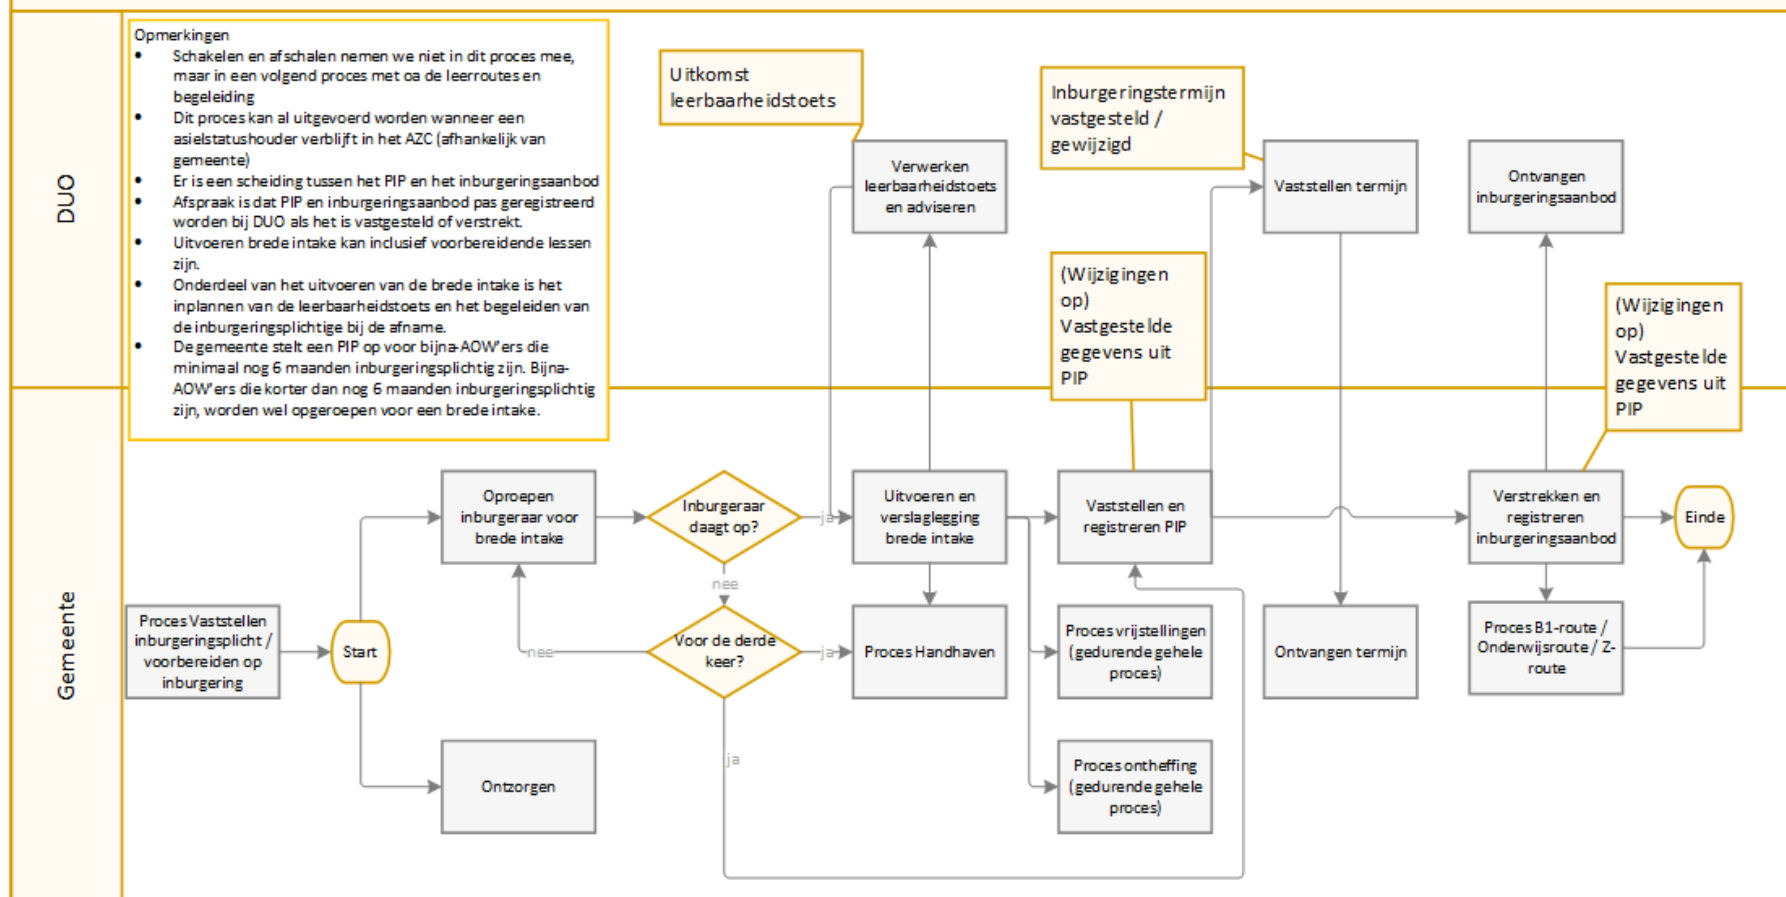 DUO
Opmerkingen
• Schakelen en afschalen nemen we niet in dit proces mee,
maar in een volgend proces met oa de leerroutes en
begeleiding
• Dit proces kan al uitgevoerd worden wanneer een
asielstatushouder verblijft in het AZC (afhankelijk van
gemeente)
• Er is een scheiding tussen het PIP en het inburgeringsaanbod
• Afspraak is dat PIP en inburgeringsaanbod pas geregistreerd
worden bij DUO als het is vastgesteld of verstrekt.
• Uitvoeren brede intake kan inclusief voorbereidende lessen
zijn.
• Onderdeel van het uitvoeren van de brede intake is het
inplannen van de leerbaarheidstoets en het begeleiden van
de inburgeringsplichtige bij de afname.
• De gemeente stelt een PIP op voor bijna-AOW'ers die
minimaal nog 6 maanden inburgeringsplichtig zijn. Bijna-
AOW'ers die korter dan nog 6 maanden inburgeringsplichtig
zijn, worden wel opgeroepen voor een brede intake.
Uitkomst
leerbaarheidstoets
Verwerken
leerbaarheidstoets
en adviseren
Inburgeringstermijn
vastgesteld /
gewijzigd
Vaststellen termijn
Ontvangen
inburgeringsaanbod
(Wijzigingen
op)
Vastgestelde
gegevens uit
PIP
(Wijzigingen
op)
Vastgestelde
gegevens uit
PIP
Gemeente
Proces Vaststellen
inburgeringsplicht /
voorbereiden op
inburgering
Start
Oproepen
inburgeraar voor
brede intake
Ontzorgen
Inburgeraar
daagt op?
ja
nee
Voor de derde
keer?
nee
ja
ja
Uitvoeren en
verslaglegging
brede intake
Proces Handhaven
Vaststellen en
registreren PIP
Proces vrijstellingen
(gedurende gehele
proces)
Proces ontheffing
(gedurende gehele
proces)
Ontvangen termijn
Verstrekken en
registreren
inburgeringsaanbod
Proces B1-route /
Onderwijsroute / Z-
route
Einde